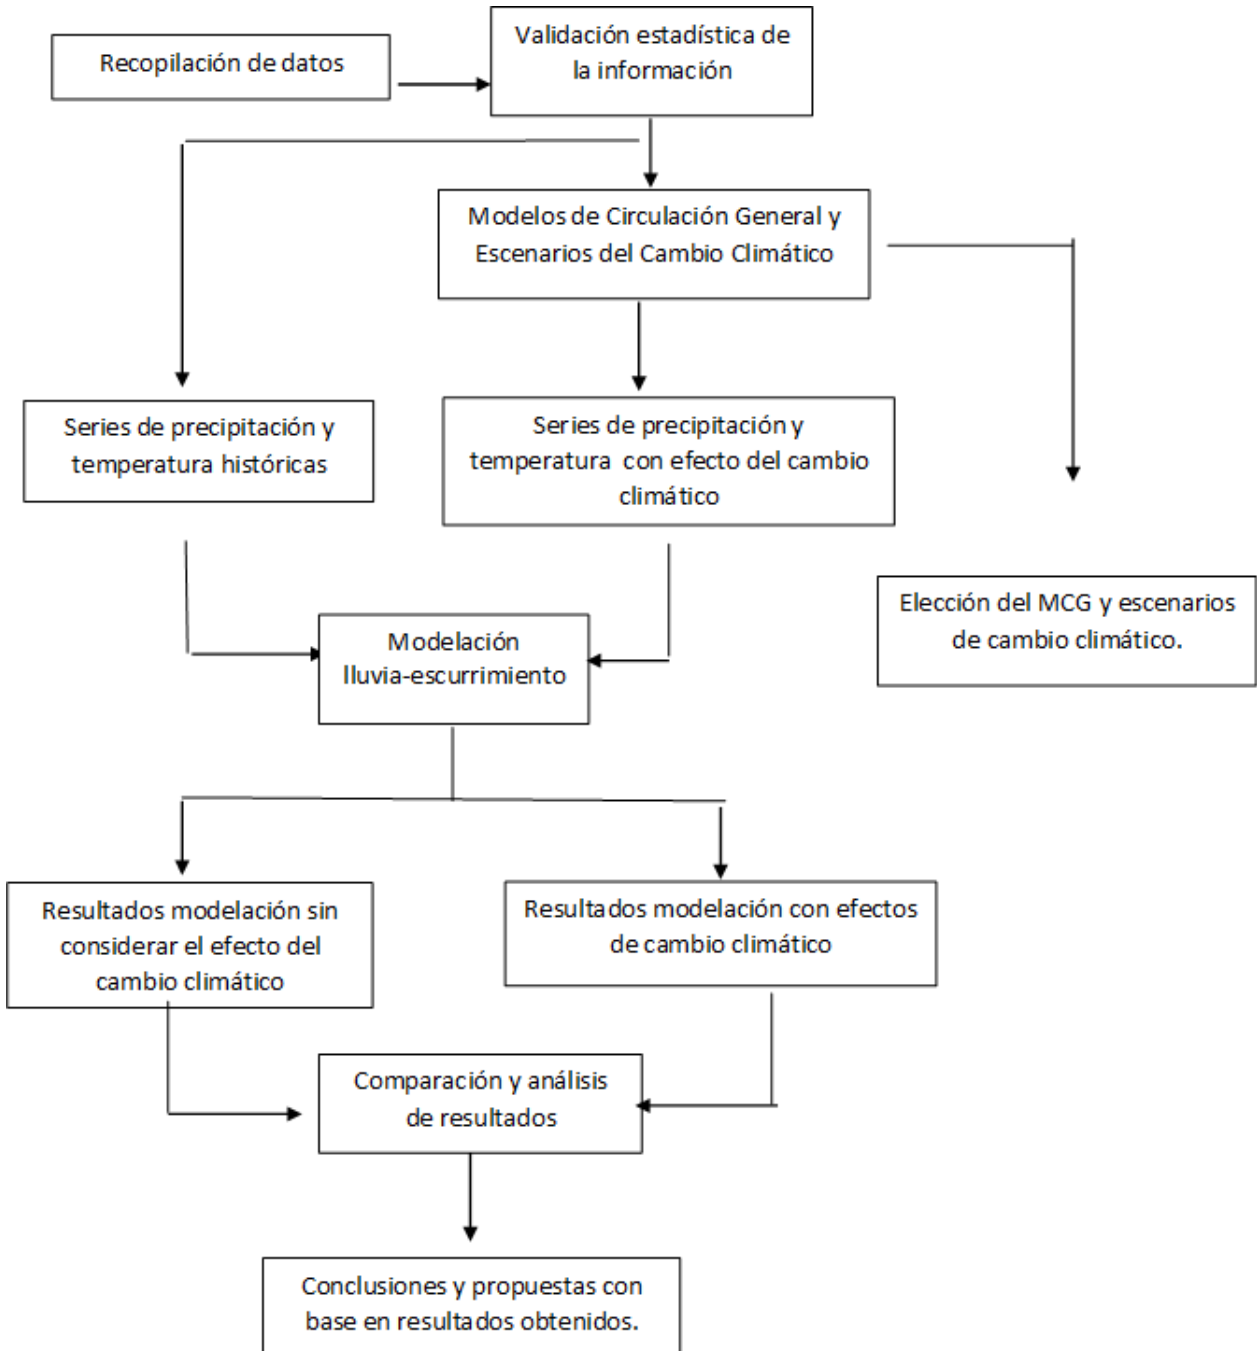 Recopilación de datos
Validación estadística de
la información
Modelos de Circulación General y
Escenarios del Cambio Climático
Series de precipitación y
temperatura históricas
Series de precipitación y
temperatura con efecto del cambio
climático
Elección del MCG y escenarios
de cambio climático.
Modelación
lluvia-escurrimiento
Resultados modelación sin
considerar el efecto del
cambio climático
Resultados modelación con efectos
de cambio climático
Comparación y análisis
de resultados
Conclusiones y propuestas con
base en resultados obtenidos.